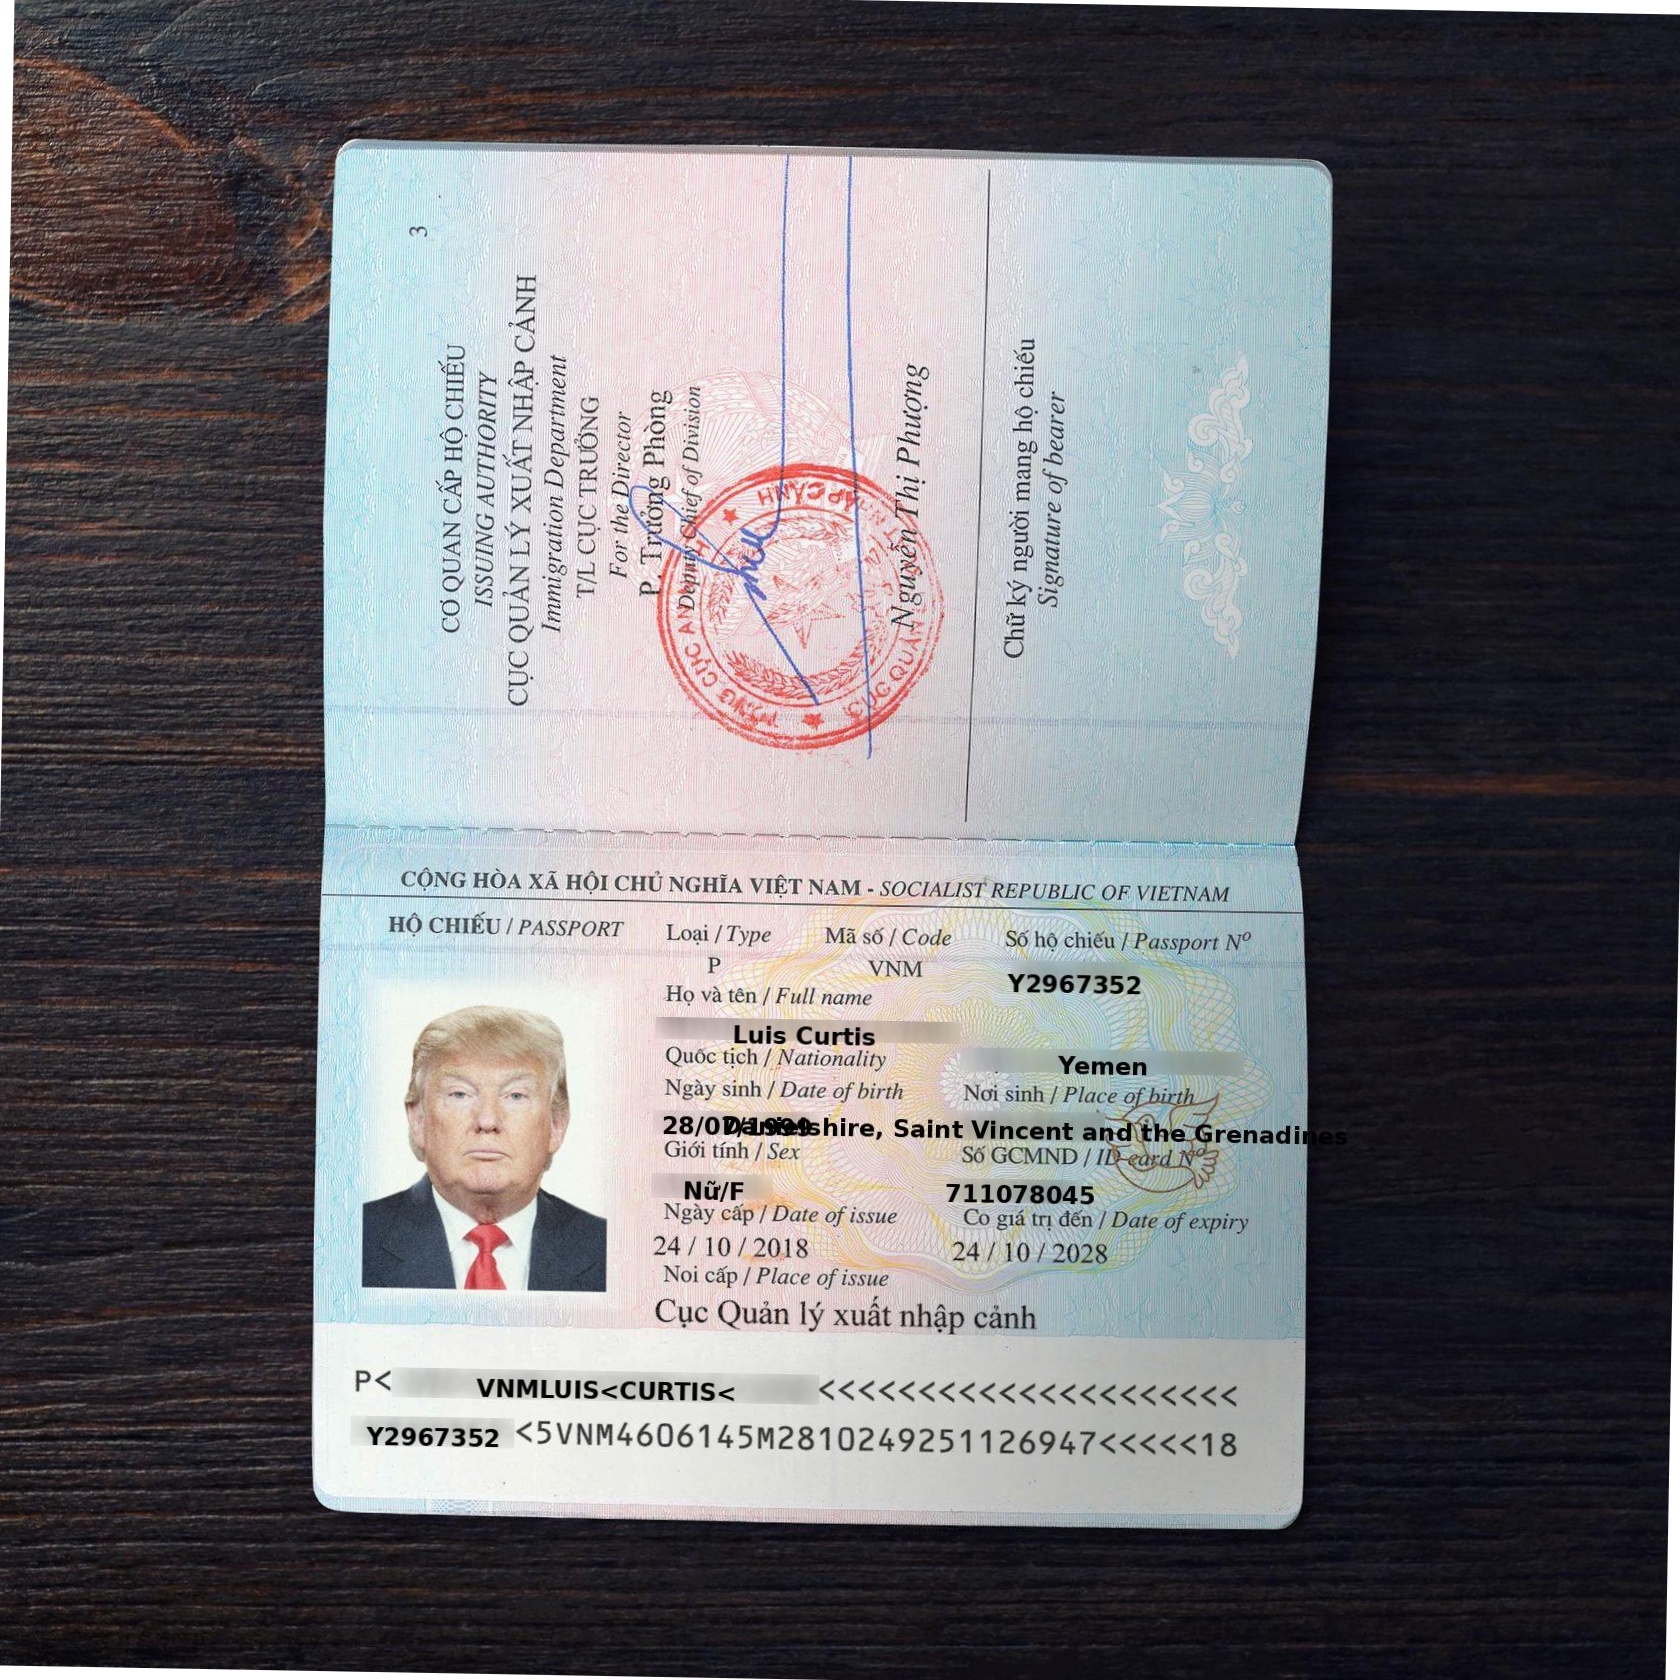 3
CƠ QUAN CẤP HỘ CHIẾU
ISSUING AUTHORITY
CỤC QUẢN LÝ XUẤT NHẬP CẢNH
Immigration Department
T/L CỤC TRƯỞNG
For the Director
P. Trưởng Phòng
Deputy Chief of Division
Nguyễn Thị Phượng
Chữ ký người mang hộ chiếu
Signature of bearer
CỘNG HÒA XÃ HỘI CHỦ NGHĨA VIỆT NAM - SOCIALIST REPUBLIC OF VIETNAM
HỘ CHIẾU / PASSPORT
Loại / Type Mã số / Code Số hộ chiếu / Passport Nº
P VNM Y2967352
Họ và tên / Full name
Luis Curtis
Quốc tịch / Nationality Yemen
Ngày sinh / Date of birth Nơi sinh / Place of birth
28/07/1999 Danielshire, Saint Vincent and the Grenadines
Giới tính / Sex Số GCMND / ID card Nº
Nữ/F 711078045
Ngày cấp / Date of issue Co giá trị đến / Date of expiry
24 / 10 / 2018 24 / 10 / 2028
Noi cấp / Place of issue
Cục Quản lý xuất nhập cảnh
P< VNMLUIS<CURTIS< <<<<<<<<<<<<<<<<<<<<<
Y2967352 <5VNM4606145M2810249251126947<<<<<18